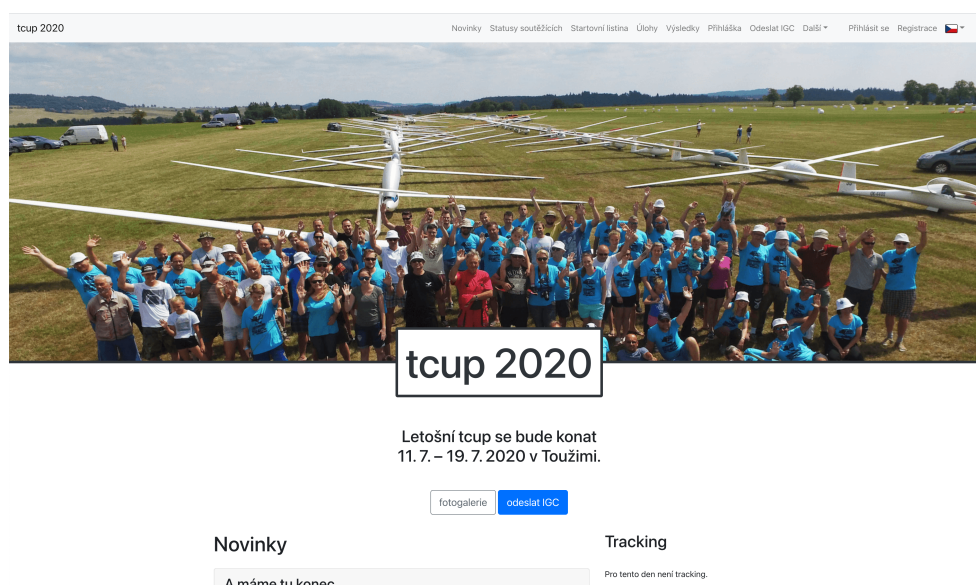 tcup 2020
Novinky Statusy soutěžících Startovní listina Úlohy Výsledky Přihláška Odeslat IGC Další Přihlásit se Registrace
tcup 2020
Letošní tcup se bude konat
11. 7. – 19. 7. 2020 v Toužimi.
fotogalerie odeslat IGC
Novinky
Tracking
A máme tu konec
Pro tento den není tracking.